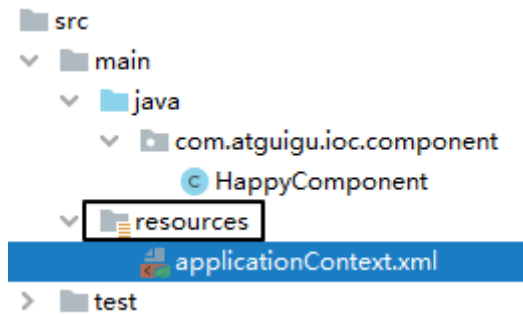 src
main
java
com.atguigu.ioc.component
C HappyComponent
resources
applicationContext.xml
test